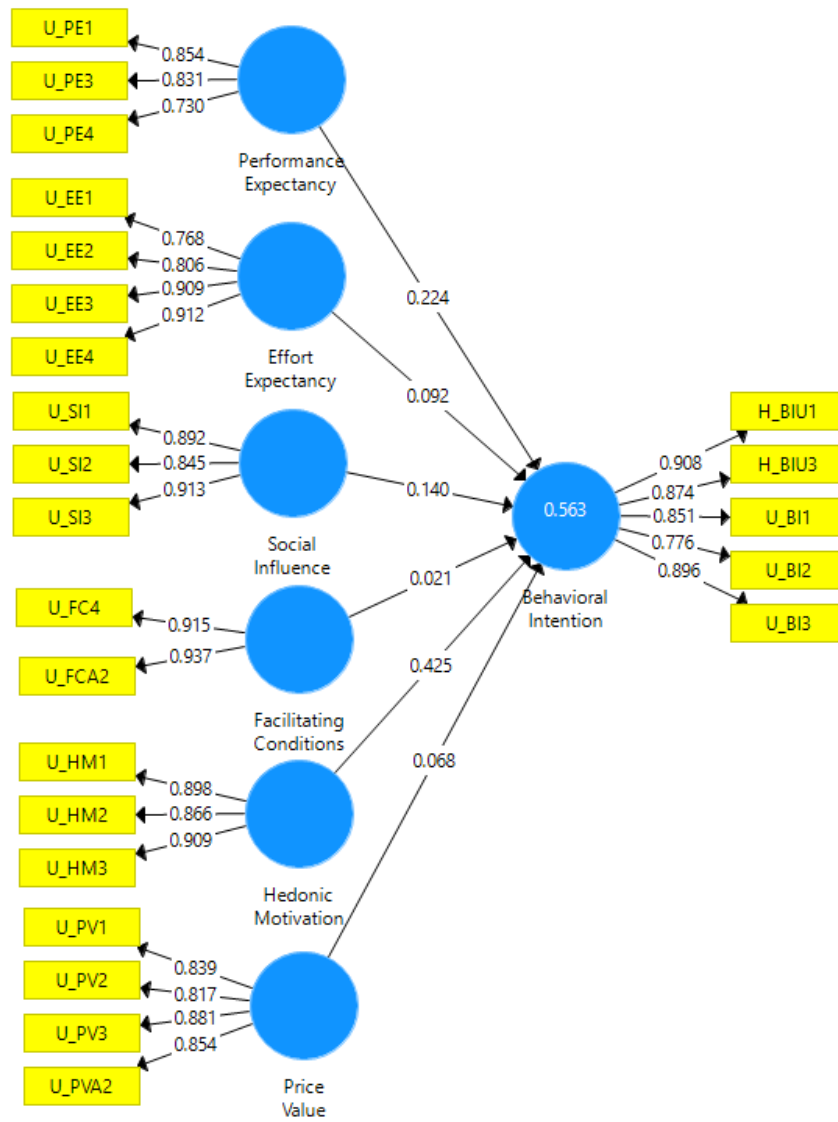 U_PE1
0.854
U_PE3
0.831
U_PE4
0.730
Performance
Expectancy
0.224
U_EE1
0.768
U_EE2
0.806
U_EE3
0.909
U_EE4
0.912
Effort
Expectancy
0.092
U_SI1
0.892
U_SI2
0.845
U_SI3
0.913
Social
Influence
0.140
U_FC4
0.915
U_FCA2
0.937
Facilitating
Conditions
0.021
U_HM1
0.898
U_HM2
0.866
U_HM3
0.909
Hedonic
Motivation
0.425
U_PV1
0.839
U_PV2
0.817
U_PV3
0.881
U_PVA2
0.854
Price
Value
0.068
0.563
Behavioral
Intention
H_BIU1
0.908
H_BIU3
0.874
U_BI1
0.851
U_BI2
0.776
U_BI3
0.896